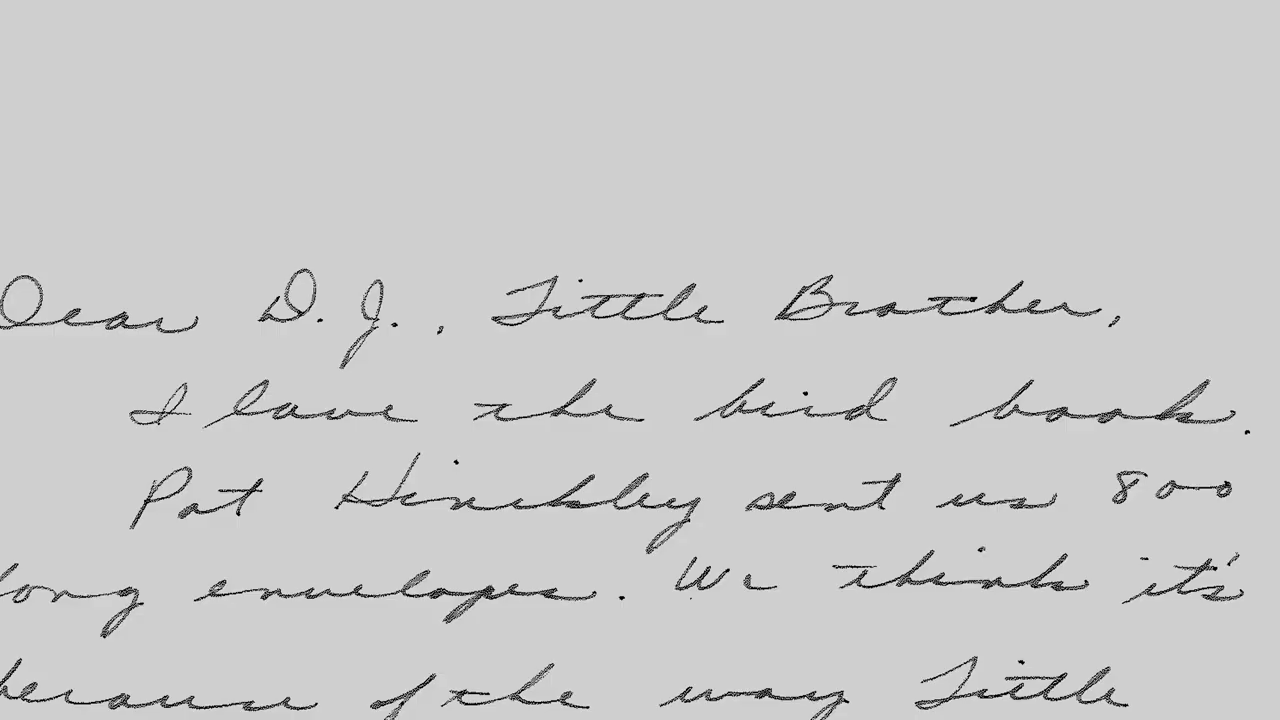 Dear D.J., Little Brother,
I love the bird book.
Pat Hinckley sent us 800
long envelopes. We think it's
because of the way Little